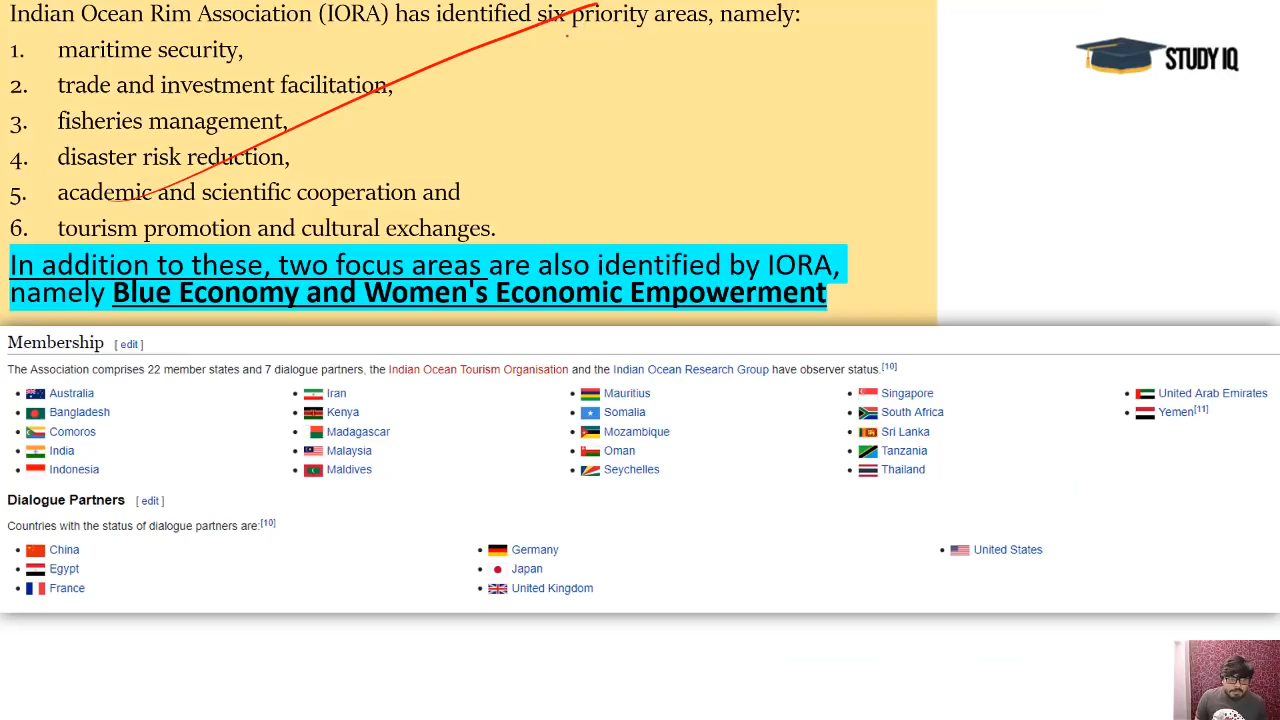 Indian Ocean Rim Association (IORA) has identified six priority areas, namely:
1. maritime security,
2. trade and investment facilitation,
3. fisheries management,
4. disaster risk reduction,
5. academic and scientific cooperation and
6. tourism promotion and cultural exchanges.
In addition to these, two focus areas are also identified by IORA,
namely Blue Economy and Women's Economic Empowerment
STUDY IQ
Membership [ edit ]
The Association comprises 22 member states and 7 dialogue partners, the Indian Ocean Tourism Organisation and the Indian Ocean Research Group have observer status.[10]
Australia
Bangladesh
Comoros
India
Indonesia
Iran
Kenya
Madagascar
Malaysia
Maldives
Mauritius
Somalia
Mozambique
Oman
Seychelles
Singapore
South Africa
Sri Lanka
Tanzania
Thailand
United Arab Emirates
Yemen[11]
Dialogue Partners [ edit ]
Countries with the status of dialogue partners are:[10]
China
Egypt
France
Germany
Japan
United Kingdom
United States